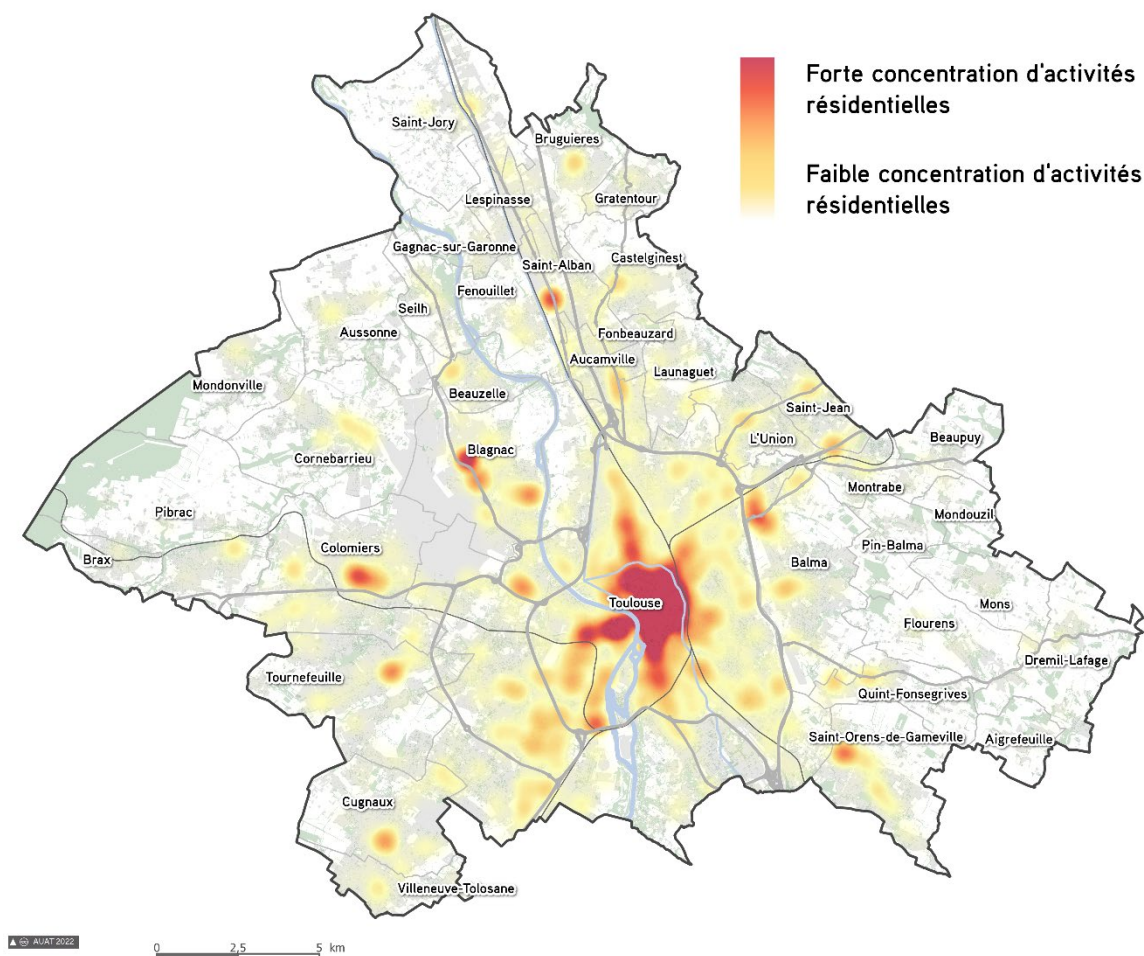 Forte concentration d'activités
résidentielles
Faible concentration d'activités
résidentielles
Saint-Jory
Bruguieres
Lespinasse
Gratentour
Gagnac-sur-Garonne
Saint-Alban
Castelginest
Fenouillet
Seilh
Aussonne
Fonbeauzard
Aucamville
Launaguet
Mondonville
Beauzelle
Saint-Jean
L'Union
Beaupuy
Blagnac
Cornebarrieu
Montrabe
Pibrac
Mondouzil
Colomiers
Pin-Balma
Brax
Balma
Toulouse
Mons
Flourens
Dremil-Lafage
Tournefeuille
Quint-Fonsegrives
Saint-Orens-de-Gameville
Aigrefeuille
Cugnaux
Villeneuve-Tolosane
AUAT 2022
0 2,5 5 km